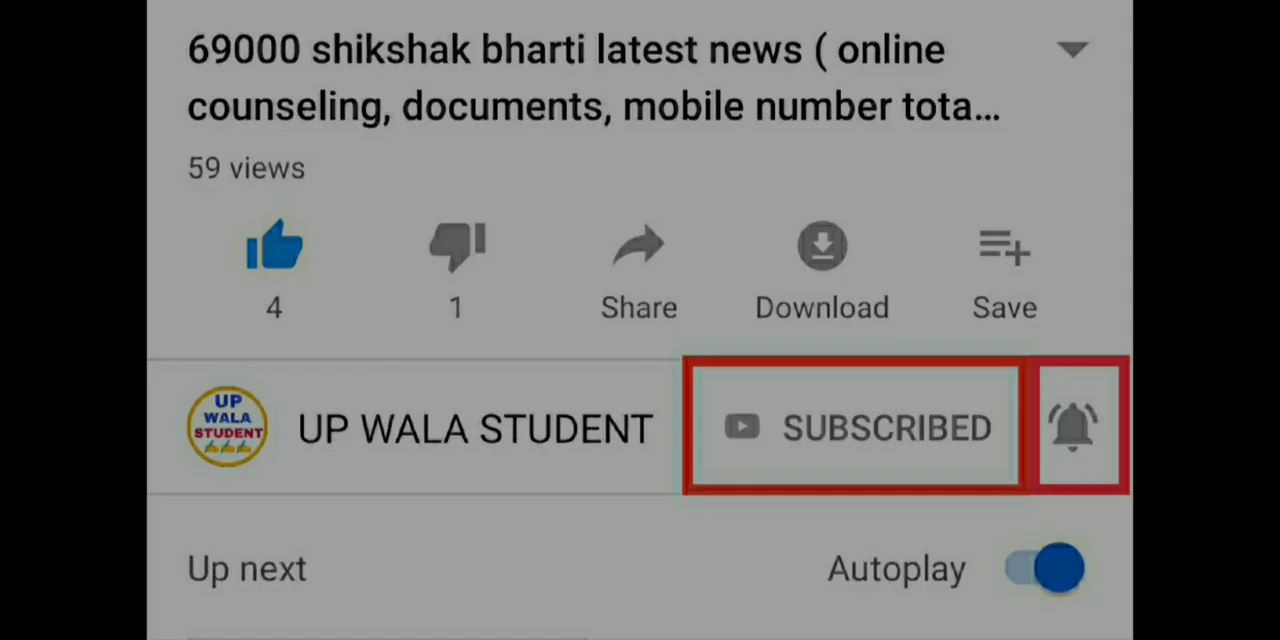 69000 shikshak bharti latest news ( online
counseling, documents, mobile number tota...
59 views
4
1
Share
Download
Save
UP
WALA
STUDENT
UP WALA STUDENT
SUBSCRIBED
Up next
Autoplay